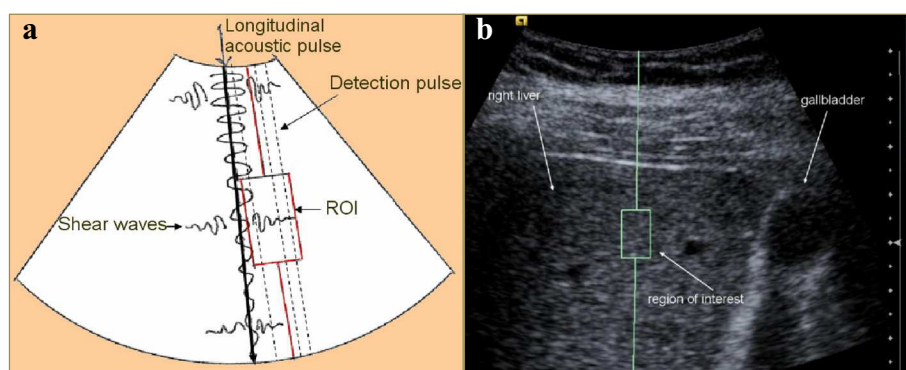 a
Longitudinal
acoustic pulse
Detection pulse
Shear waves
ROI
b
right liver
gallbladder
region of interest